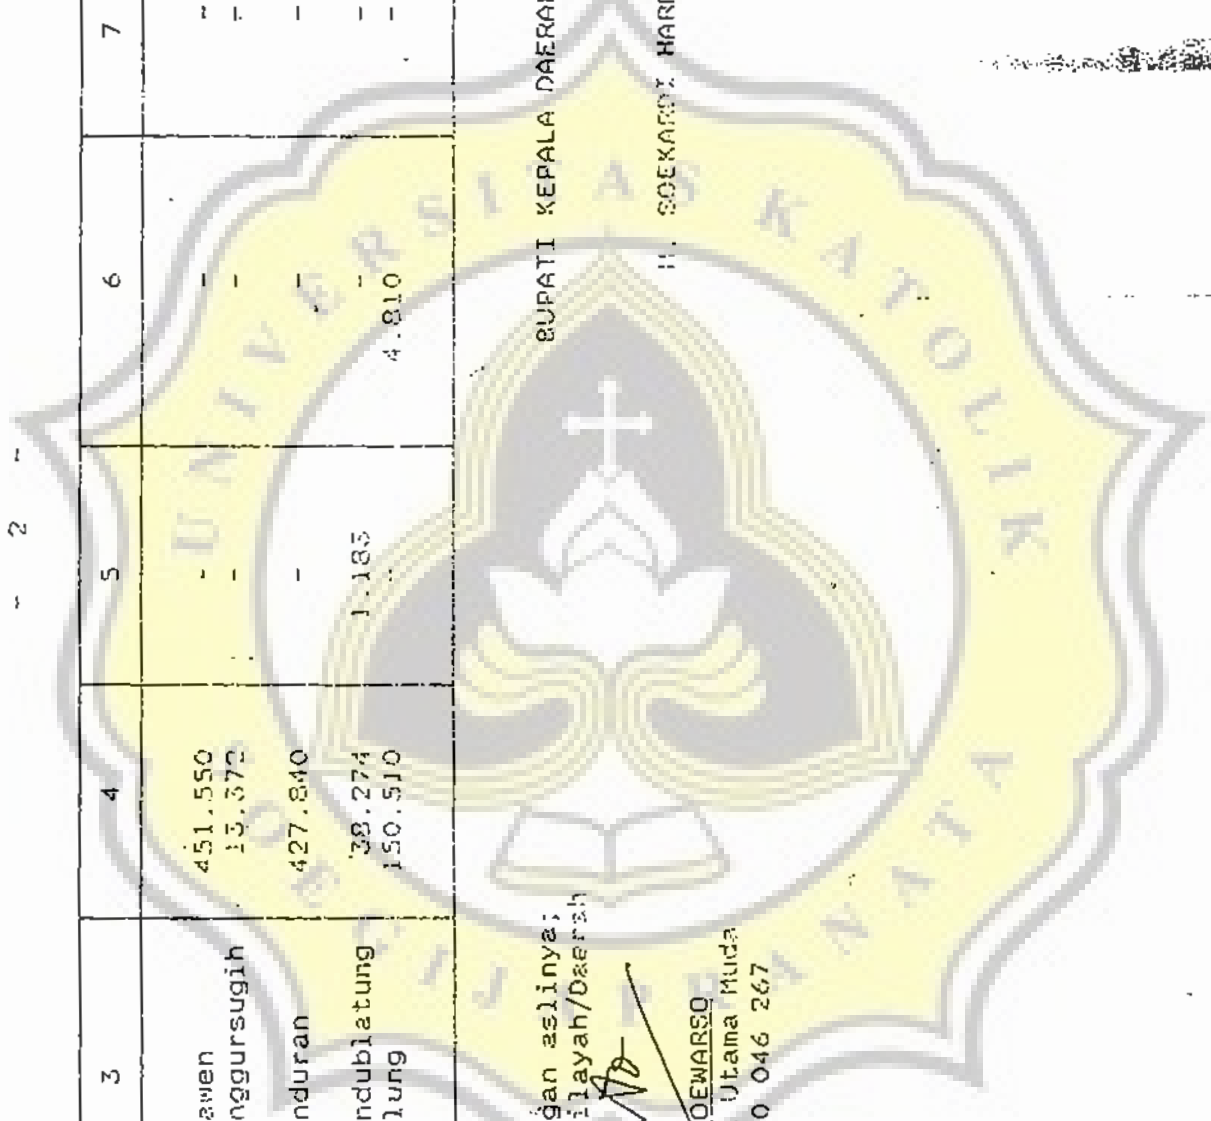 - 2 -
3 4 5 6 7
awen 451.550 - - -
nggursugih 13.372 - - -
nduran 427.840 - - -
ndublatung 38.274 1.183 - -
lung 150.510 - 4.810 -
gan aslinya;
ilayah/Daerah
BUPATI KEPALA DAERAH
H. SOEKARDI HARD
OEWARSO
Utama Muda
0 046 267
UNIVERSITAS KATOLIK
SOEGIJAPRANATA